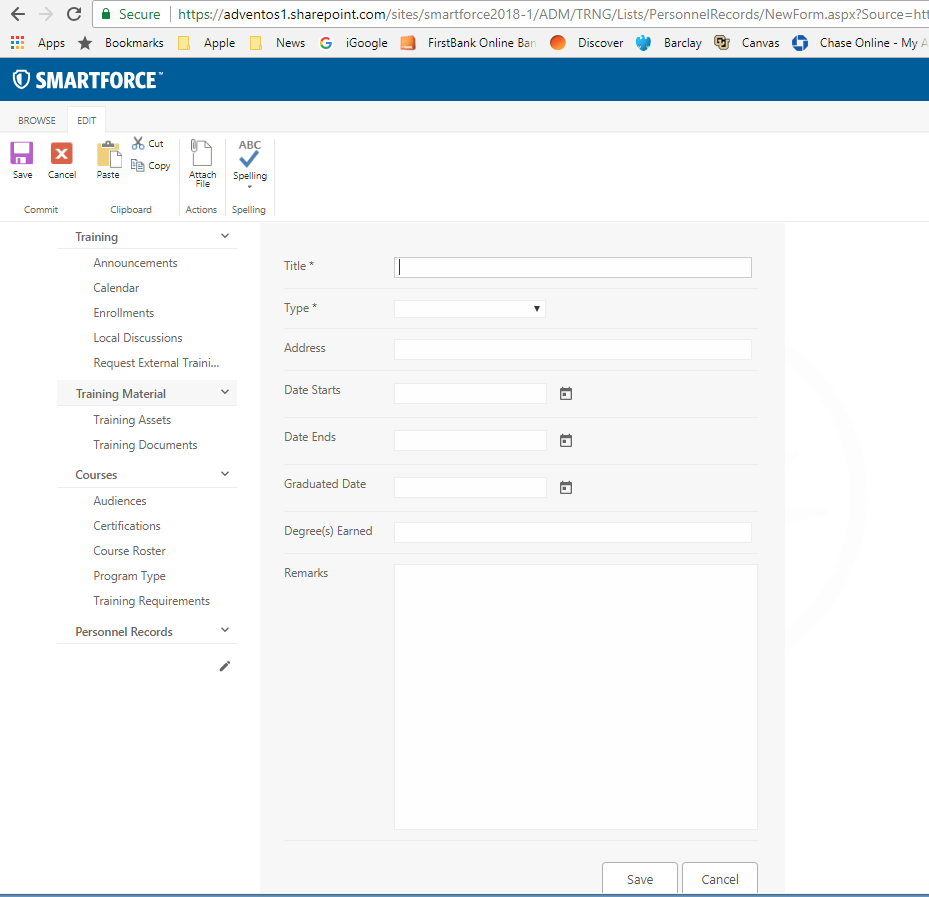 Secure https://adventos1.sharepoint.com/sites/smartforce2018-1/ADM/TRNG/Lists/PersonnelRecords/NewForm.aspx?Source=htt
Apps Bookmarks Apple News iGoogle FirstBank Online Ban Discover Barclay Canvas Chase Online - My A
SMARTFORCE™
BROWSE EDIT
Save Cancel Paste Cut Copy Attach File ABC Spelling
Commit Clipboard Actions Spelling
Training
Announcements
Calendar
Enrollments
Local Discussions
Request External Traini...
Training Material
Training Assets
Training Documents
Courses
Audiences
Certifications
Course Roster
Program Type
Training Requirements
Personnel Records
Title *
Type *
Address
Date Starts
Date Ends
Graduated Date
Degree(s) Earned
Remarks
Save Cancel